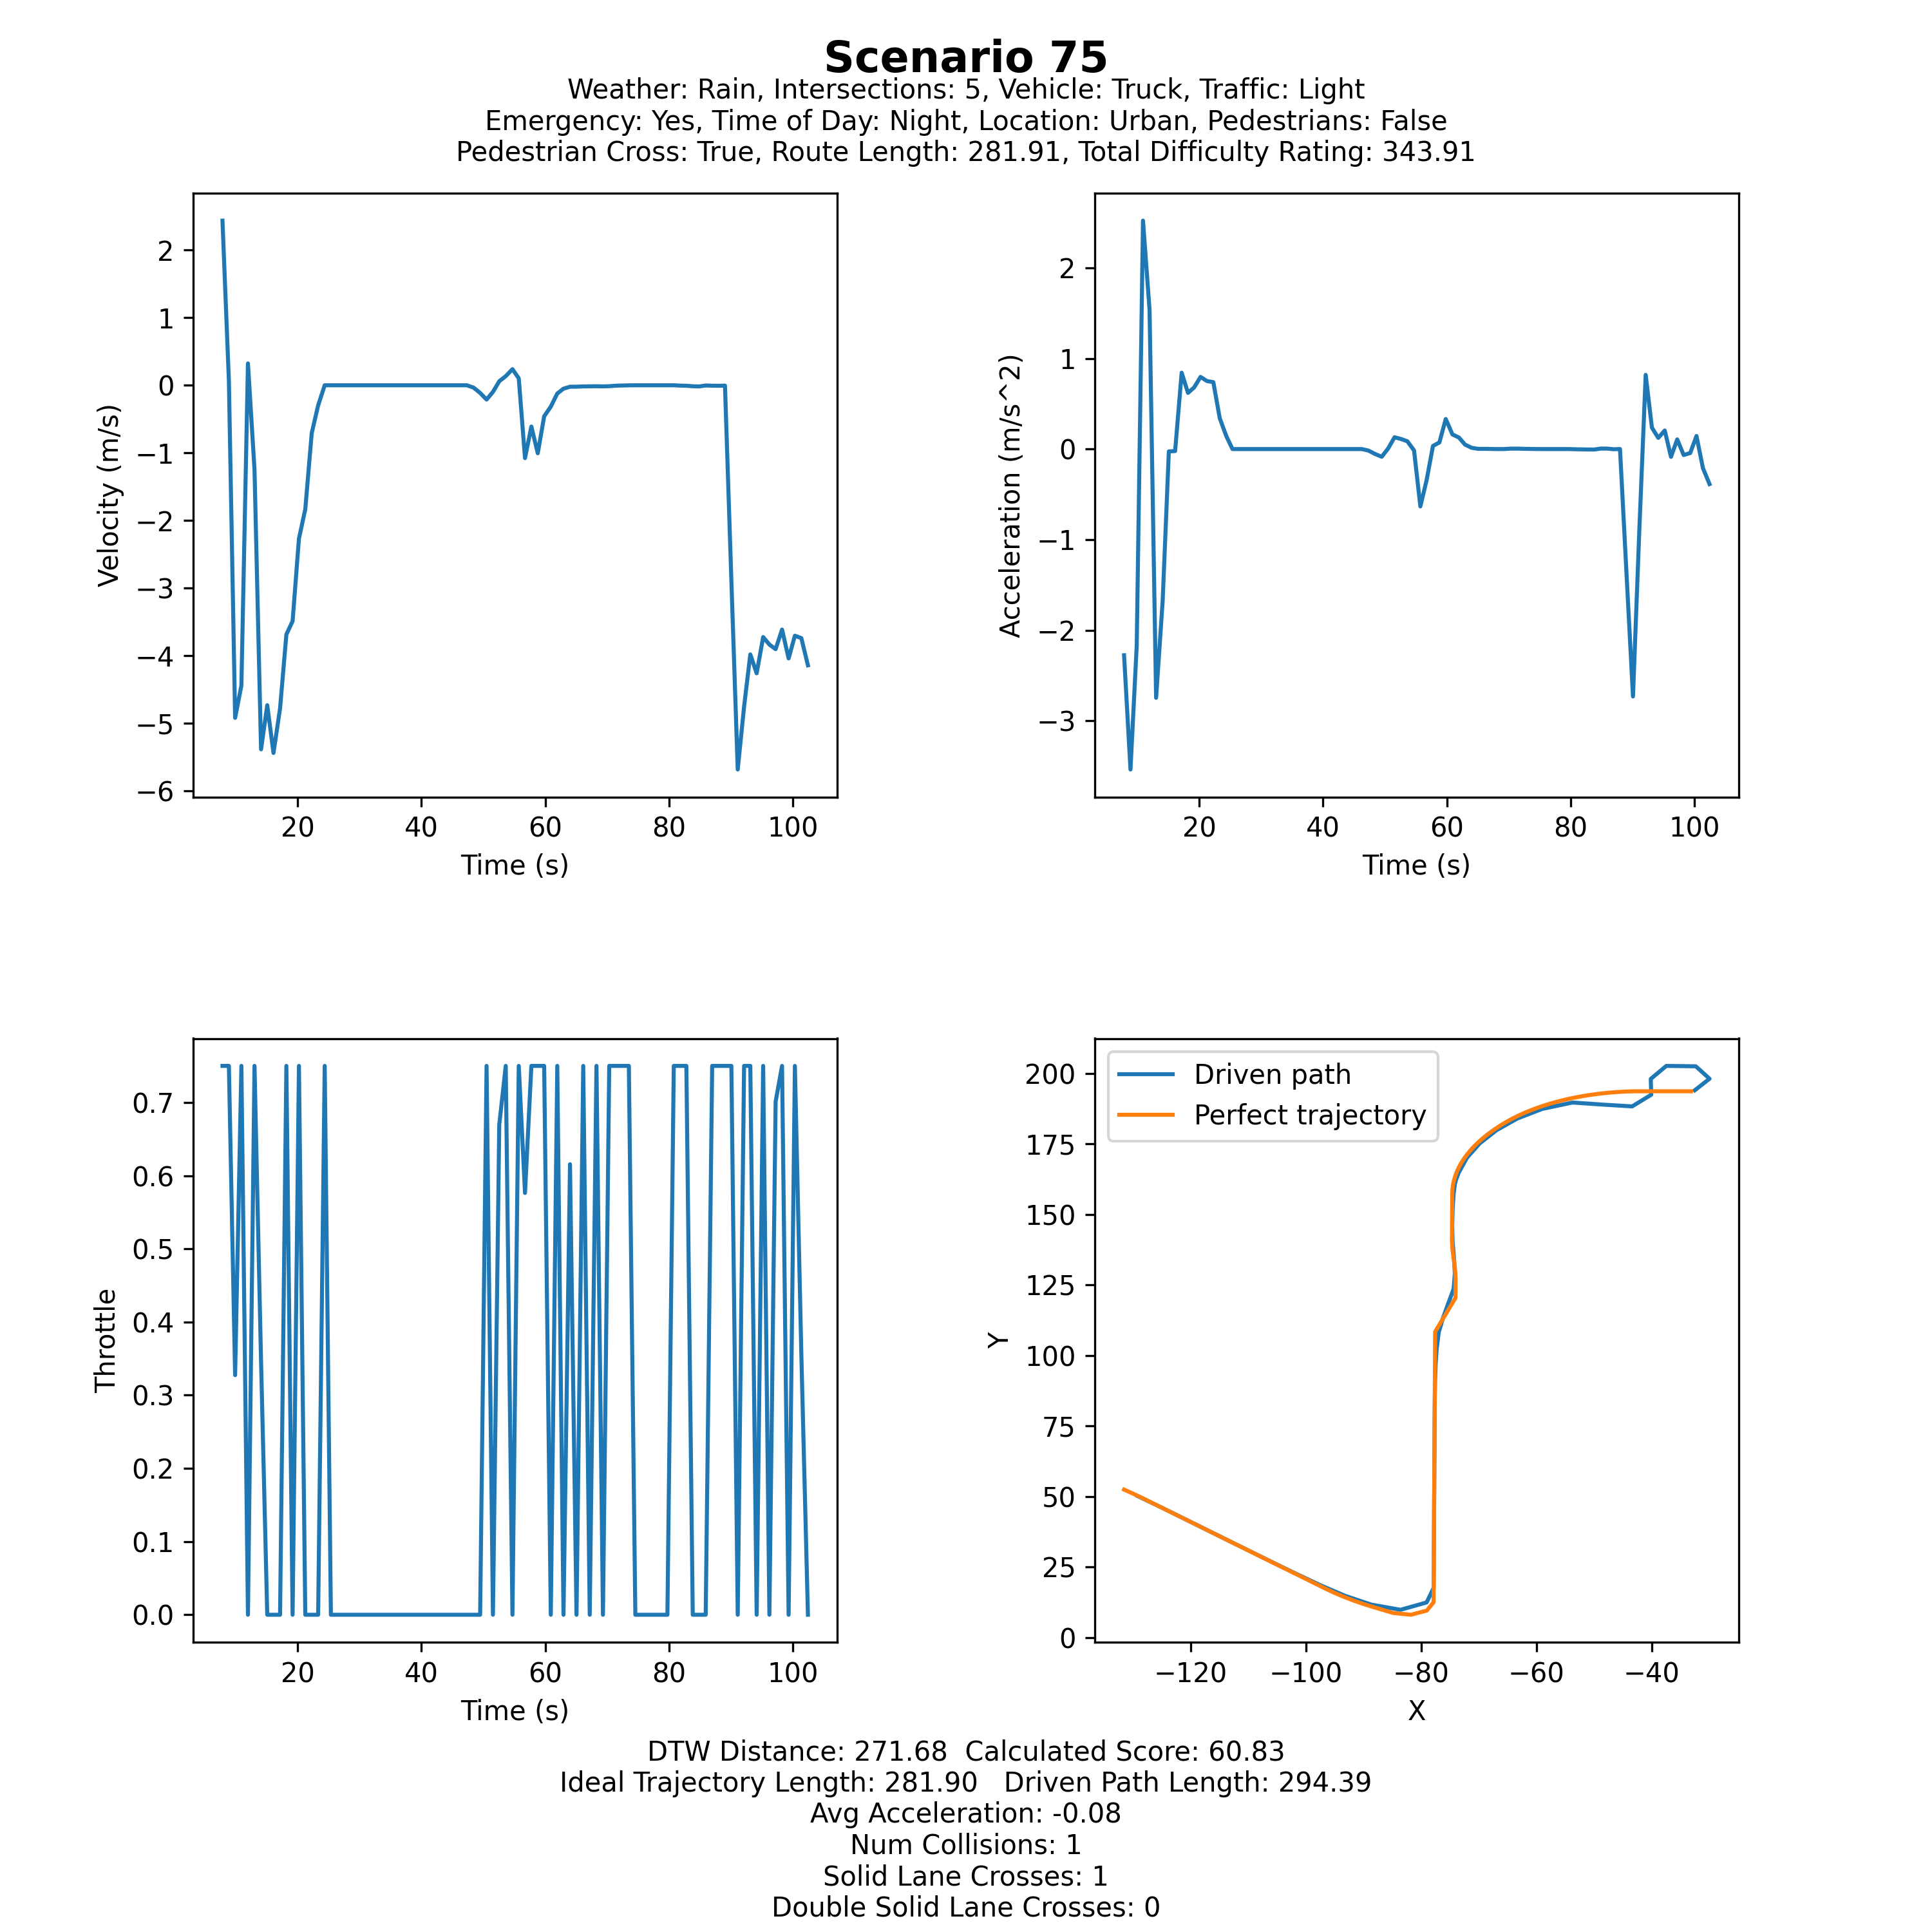 Scenario 75
Weather: Rain, Intersections: 5, Vehicle: Truck, Traffic: Light
Emergency: Yes, Time of Day: Night, Location: Urban, Pedestrians: False
Pedestrian Cross: True, Route Length: 281.91, Total Difficulty Rating: 343.91
Velocity (m/s)
2
1
0
−1
−2
−3
−4
−5
−6
20 40 60 80 100
Time (s)
Acceleration (m/s^2)
2
1
0
−1
−2
−3
20 40 60 80 100
Time (s)
Throttle
0.7
0.6
0.5
0.4
0.3
0.2
0.1
0.0
20 40 60 80 100
Time (s)
Driven path
Perfect trajectory
Y
200
175
150
125
100
75
50
25
0
−120 −100 −80 −60 −40
X
DTW Distance: 271.68 Calculated Score: 60.83
Ideal Trajectory Length: 281.90 Driven Path Length: 294.39
Avg Acceleration: -0.08
Num Collisions: 1
Solid Lane Crosses: 1
Double Solid Lane Crosses: 0